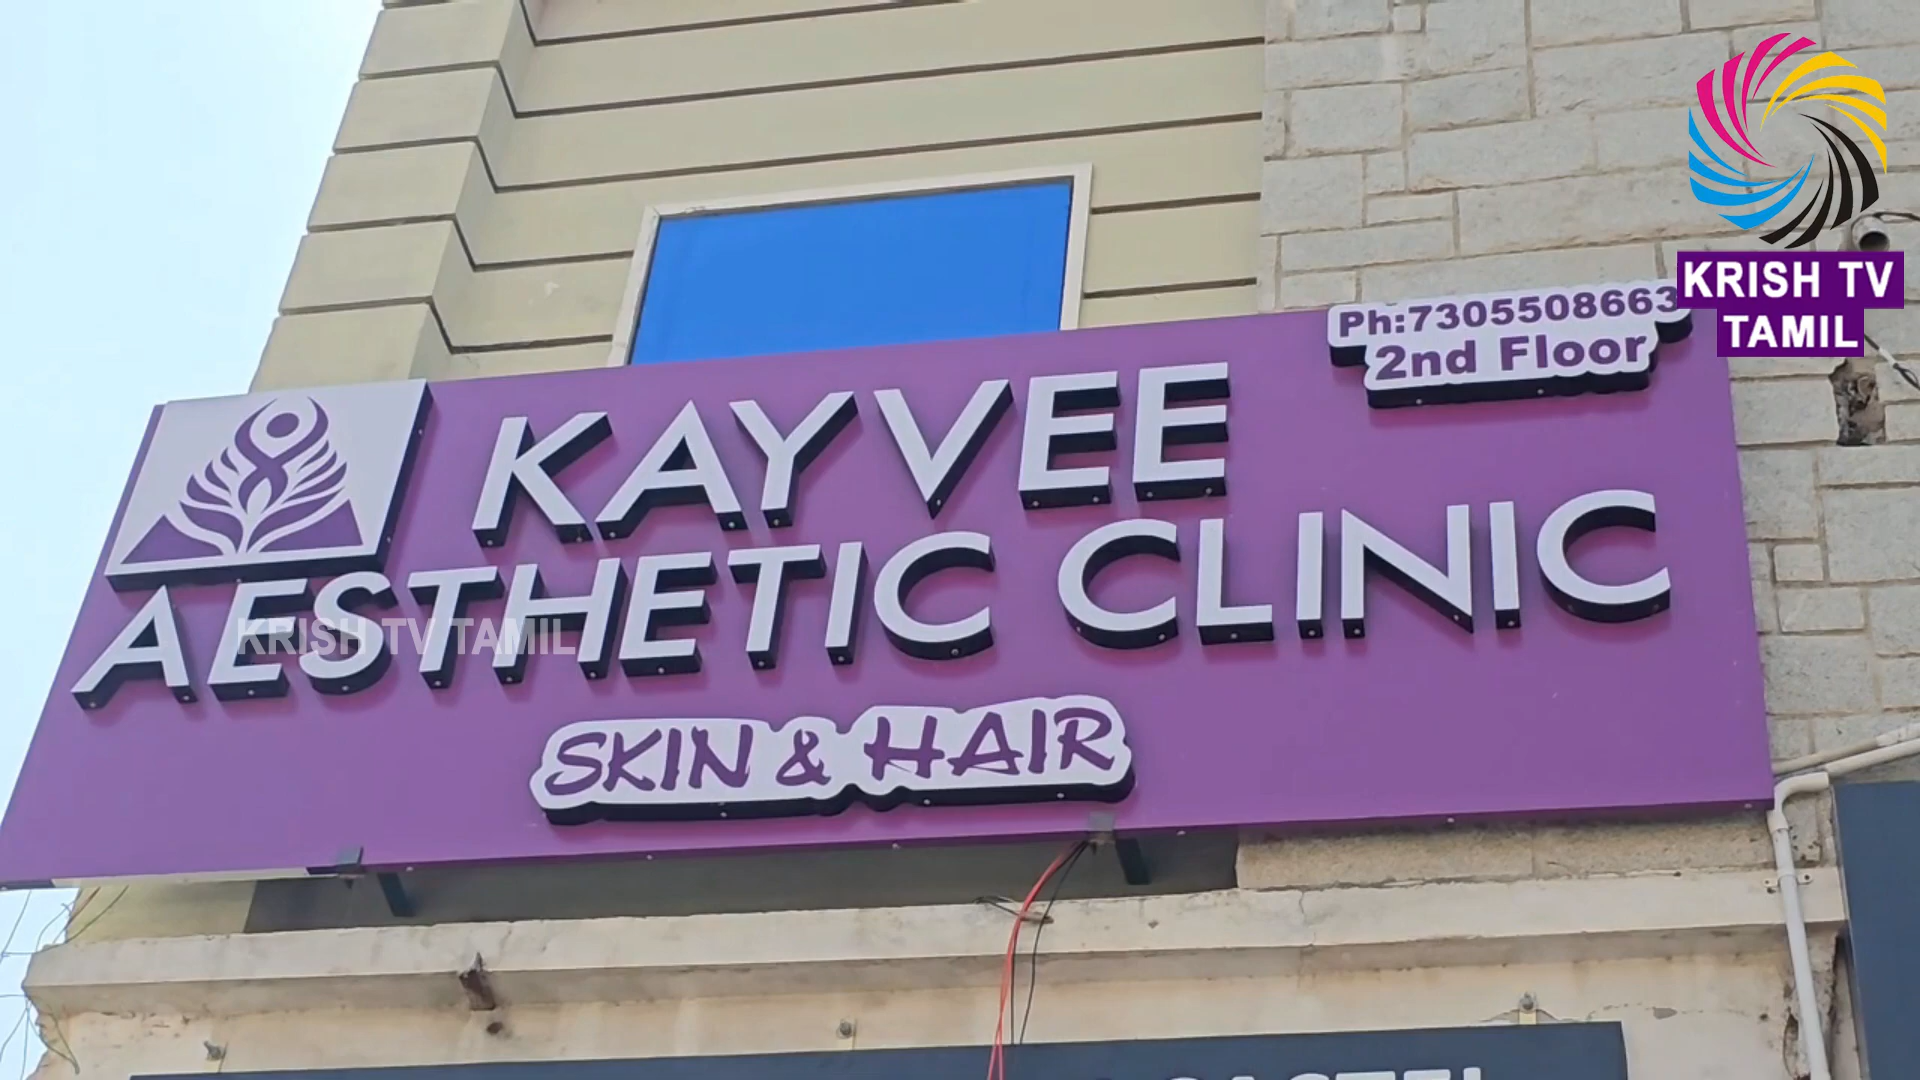 KRISH TV
TAMIL
Ph:7305508663
2nd Floor
KAYVEE
AESTHETIC CLINIC
KRISH TV TAMIL
SKIN & HAIR